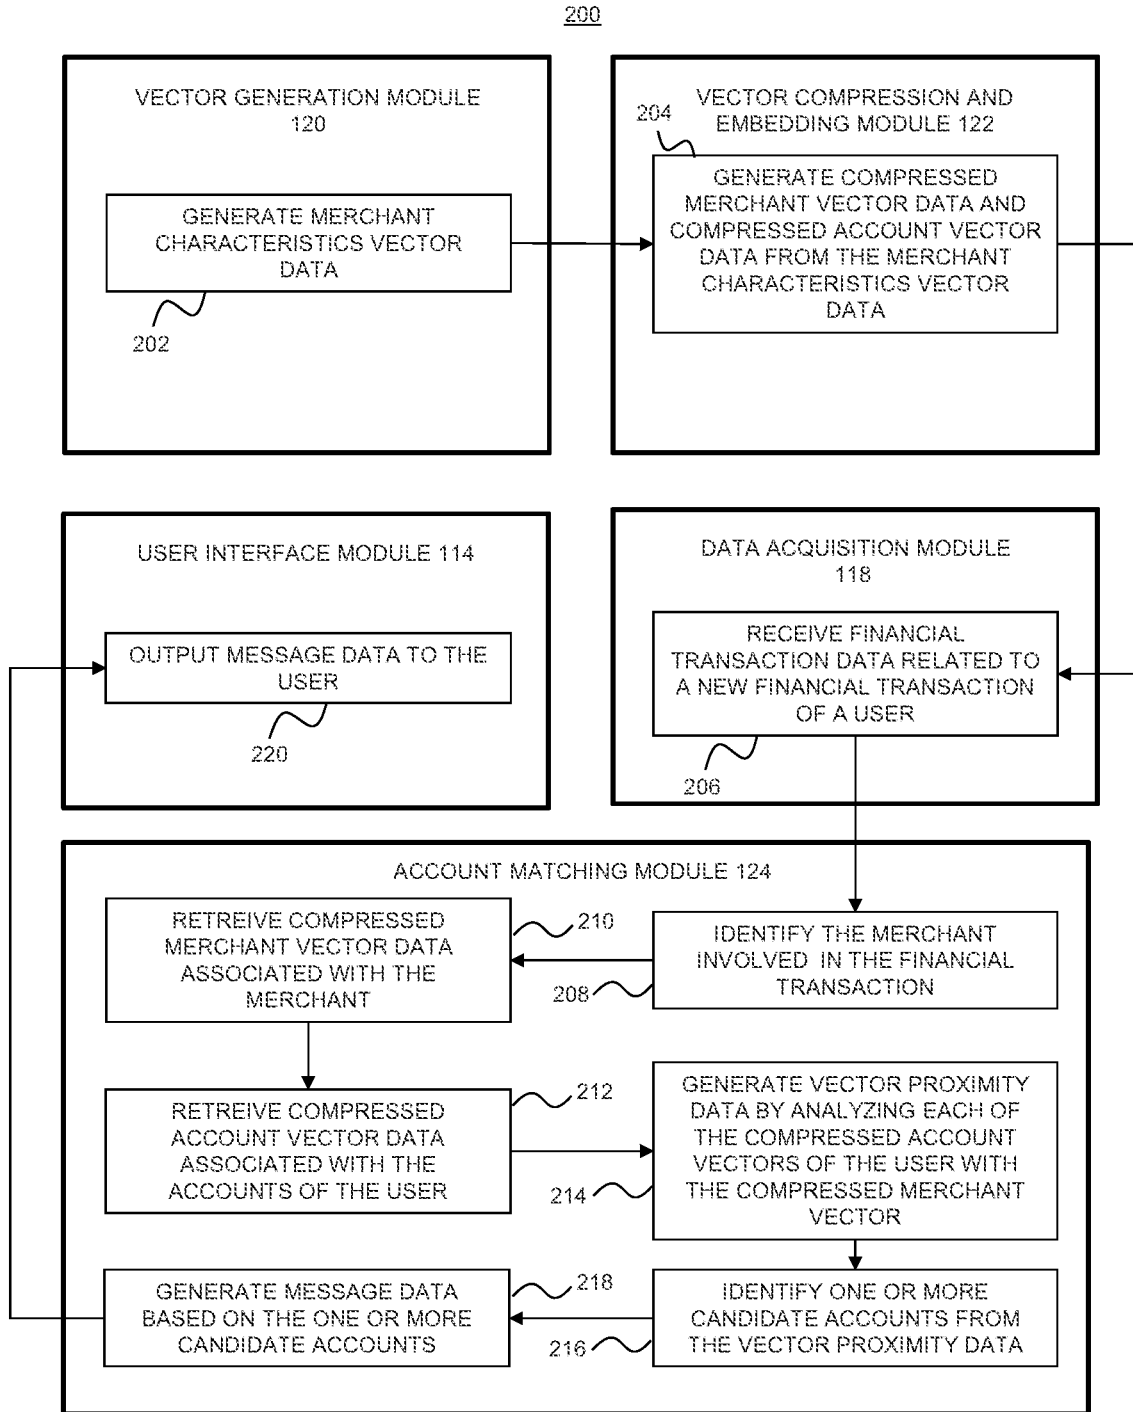 200
VECTOR GENERATION MODULE
120
GENERATE MERCHANT
CHARACTERISTICS VECTOR
DATA
202
VECTOR COMPRESSION AND
EMBEDDING MODULE 122
204
GENERATE COMPRESSED
MERCHANT VECTOR DATA AND
COMPRESSED ACCOUNT VECTOR
DATA FROM THE MERCHANT
CHARACTERISTICS VECTOR
DATA
USER INTERFACE MODULE 114
OUTPUT MESSAGE DATA TO THE
USER
220
DATA ACQUISITION MODULE
118
RECEIVE FINANCIAL
TRANSACTION DATA RELATED TO
A NEW FINANCIAL TRANSACTION
OF A USER
206
ACCOUNT MATCHING MODULE 124
RETREIVE COMPRESSED
MERCHANT VECTOR DATA
ASSOCIATED WITH THE
MERCHANT
210
IDENTIFY THE MERCHANT
INVOLVED IN THE FINANCIAL
TRANSACTION
208
RETREIVE COMPRESSED
ACCOUNT VECTOR DATA
ASSOCIATED WITH THE
ACCOUNTS OF THE USER
212
GENERATE VECTOR PROXIMITY
DATA BY ANALYZING EACH OF
THE COMPRESSED ACCOUNT
VECTORS OF THE USER WITH
THE COMPRESSED MERCHANT
VECTOR
214
GENERATE MESSAGE DATA
BASED ON THE ONE OR MORE
CANDIDATE ACCOUNTS
218
IDENTIFY ONE OR MORE
CANDIDATE ACCOUNTS FROM
THE VECTOR PROXIMITY DATA
216